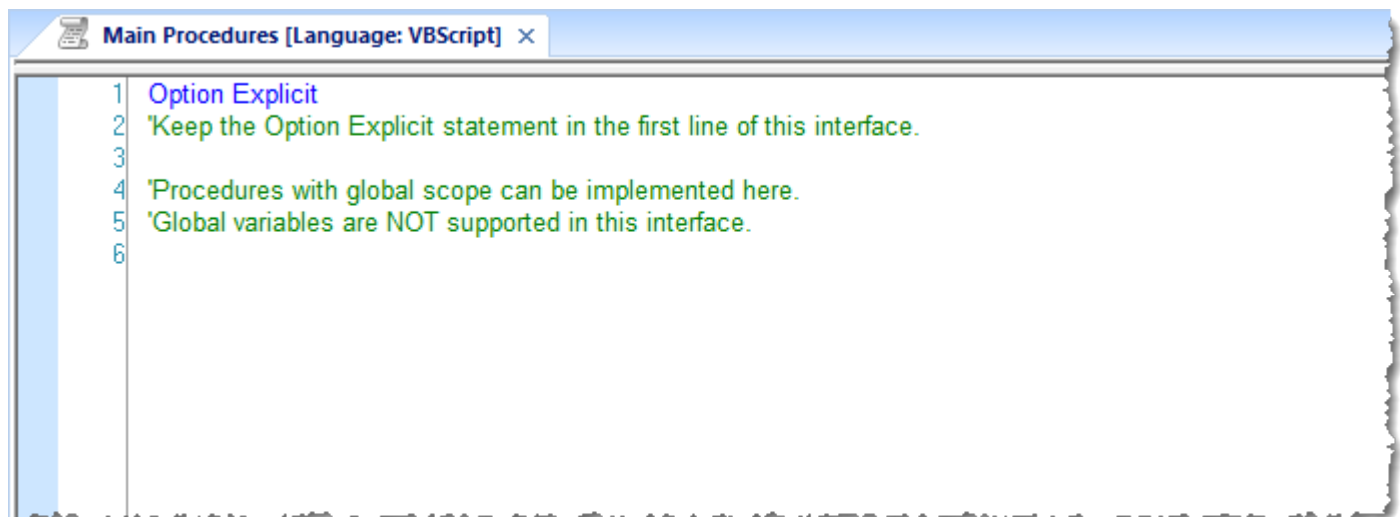 Main Procedures [Language: VBScript] ×
1 Option Explicit
2 'Keep the Option Explicit statement in the first line of this interface.
3
4 'Procedures with global scope can be implemented here.
5 'Global variables are NOT supported in this interface.
6